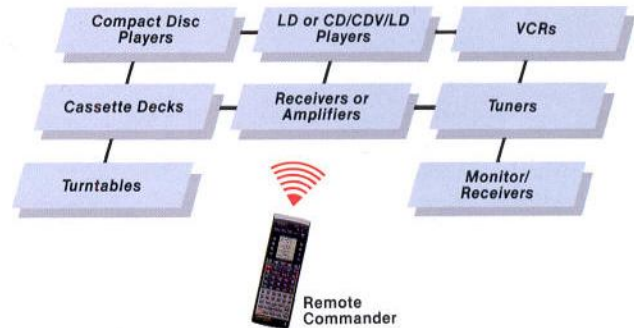 Compact Disc
Players
LD or CD/CDV/LD
Players
VCRs
Cassette Decks
Receivers or
Amplifiers
Tuners
Turntables
Monitor/
Receivers
Remote
Commander